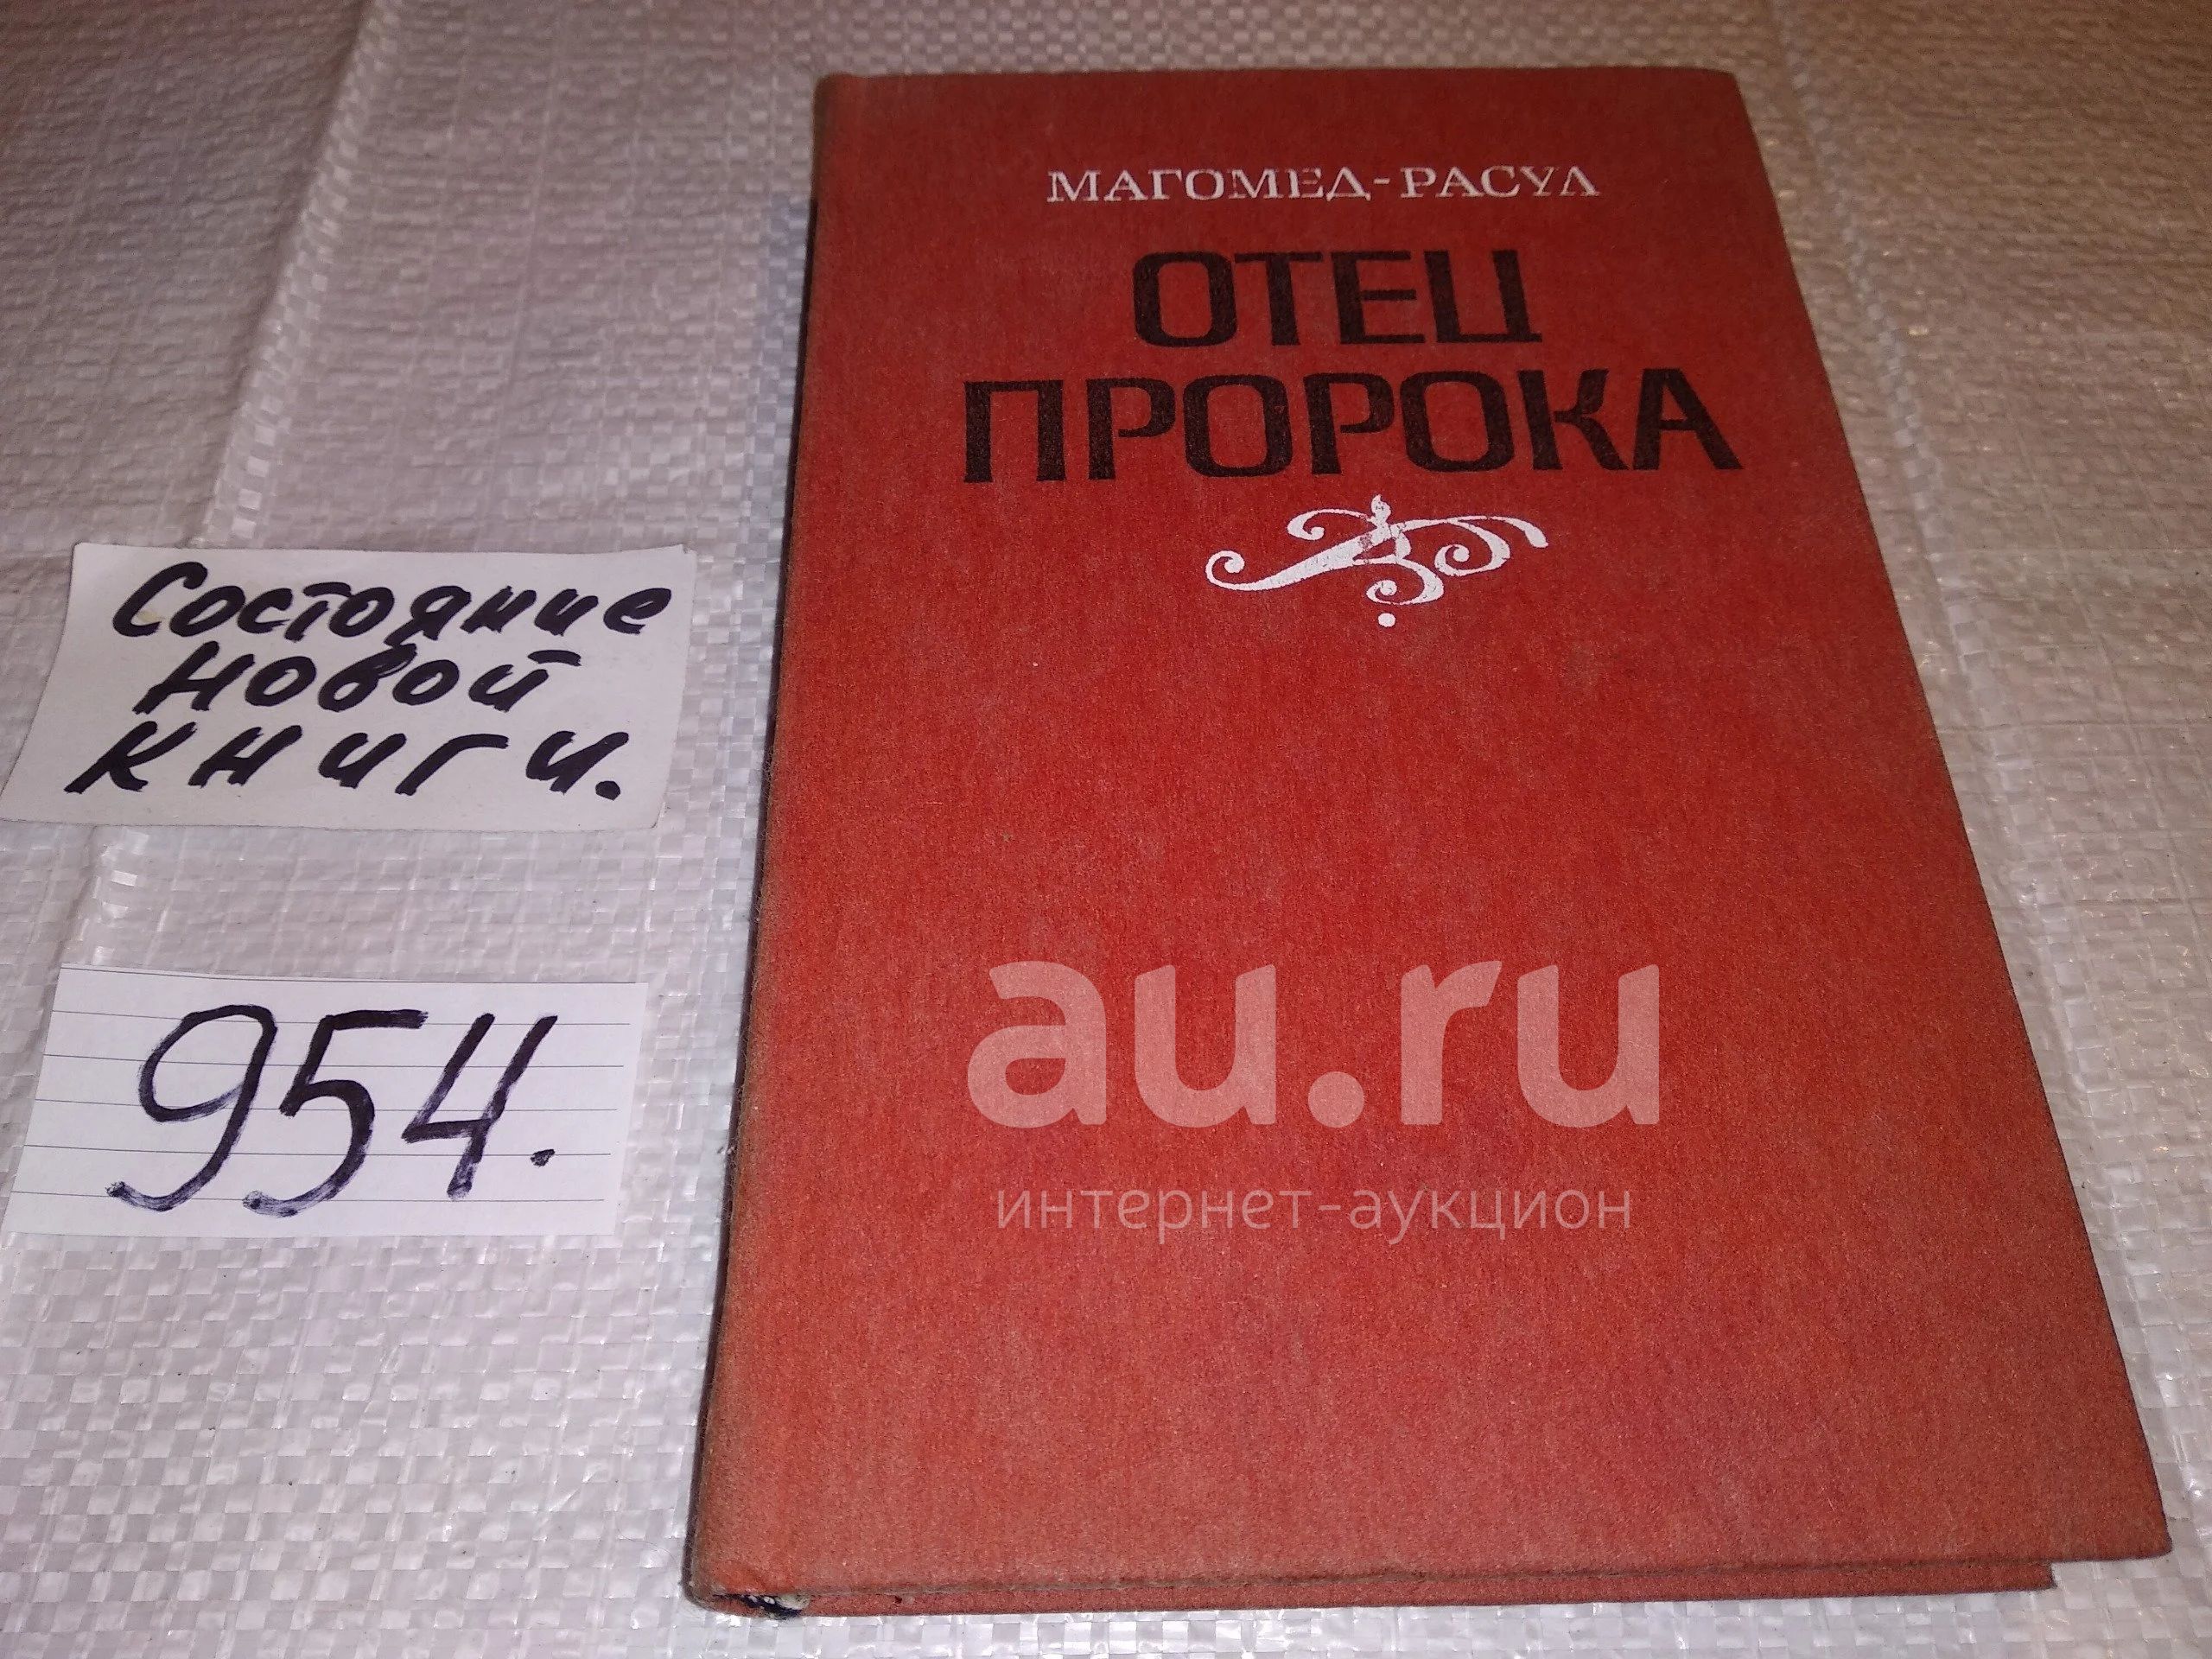 МАГОМЕД-РАСУЛ
ОТЕЦ
ПРОРОКА
Состояние
новой
книги.
954.
au.ru
интернет-аукцион